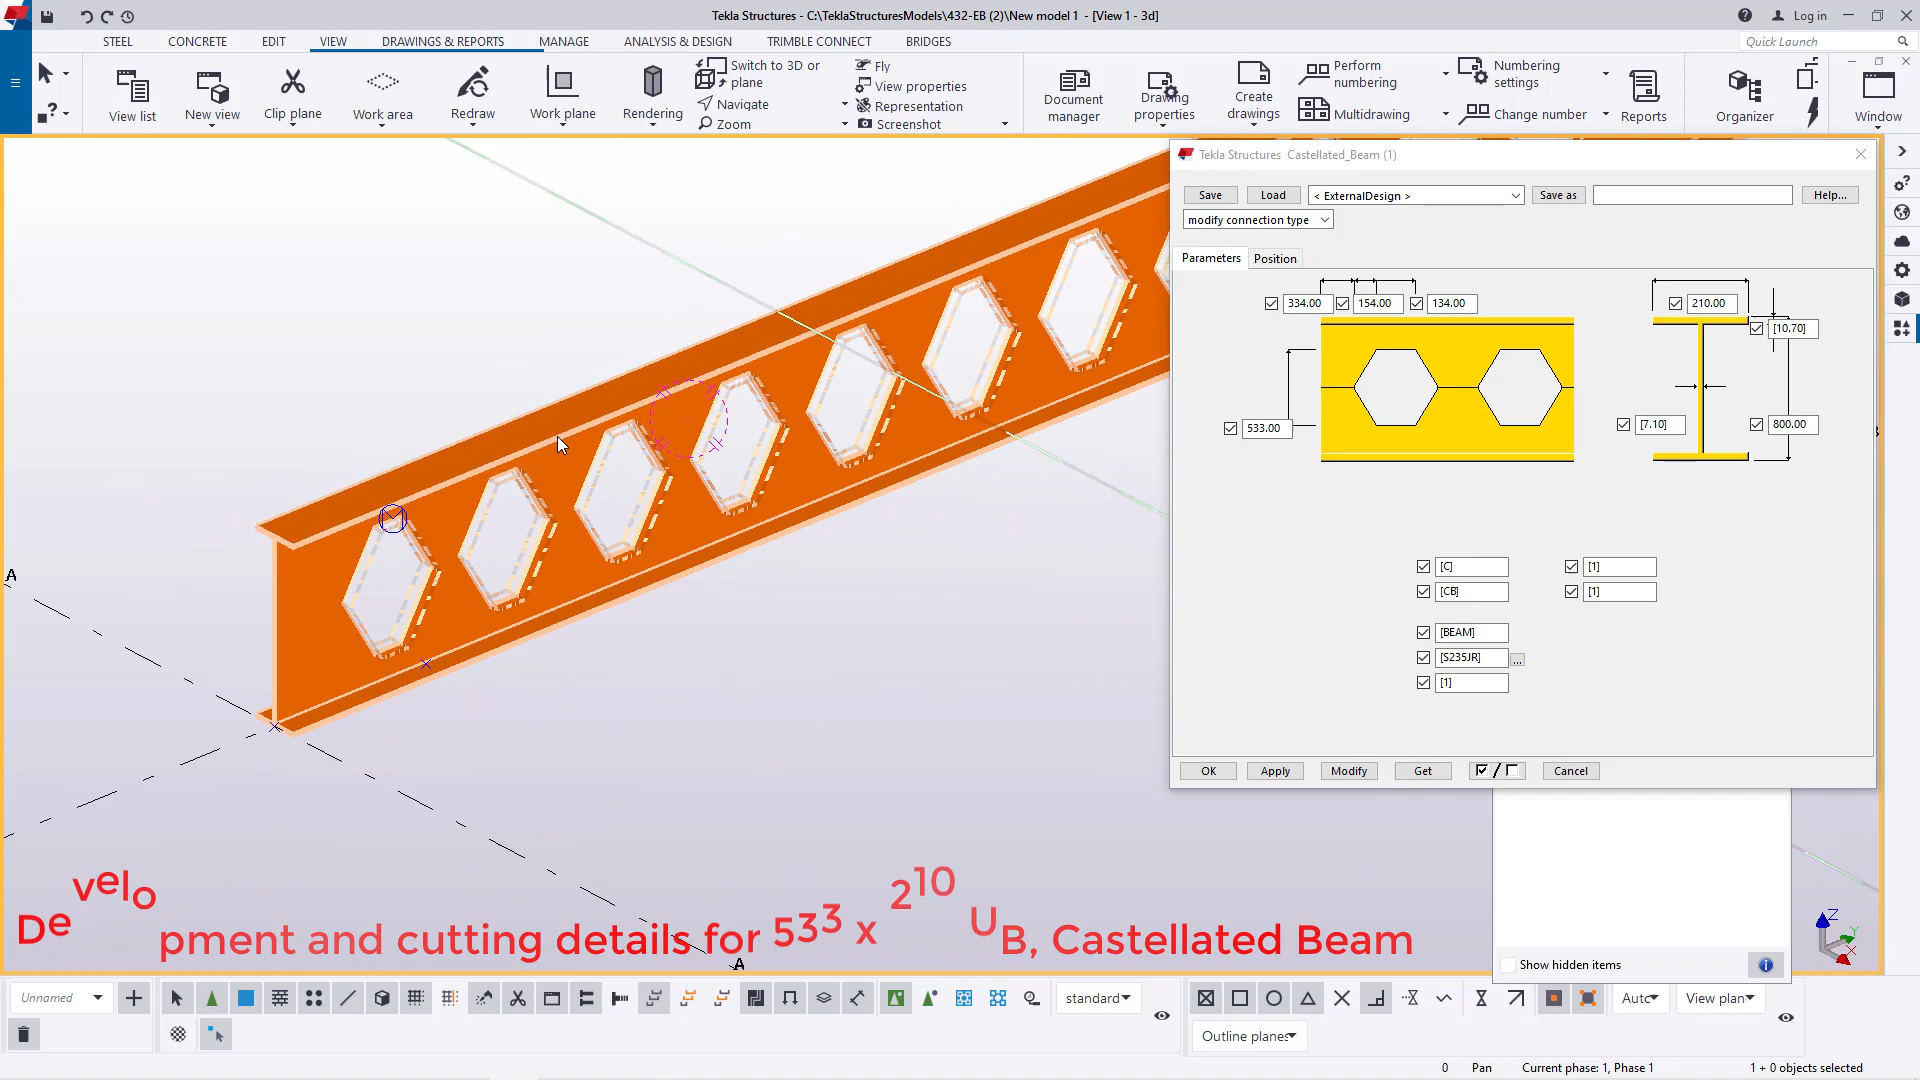 Tekla Structures - C:\TeklaStructuresModels\432-EB (2)\New model 1 - [View 1 - 3d]
Log in
STEEL CONCRETE EDIT VIEW DRAWINGS & REPORTS MANAGE ANALYSIS & DESIGN TRIMBLE CONNECT BRIDGES
Quick Launch
View list
New view
Clip plane
Work area
Redraw
Work plane
Rendering
Switch to 3D or plane
Navigate
Zoom
Fly
View properties
Representation
Screenshot
Document manager
Drawing properties
Create drawings
Perform numbering
Multidrawing
Numbering settings
Change number
Reports
Organizer
Window
Tekla Structures Castellated_Beam (1)
Save Load < ExternalDesign > Save as Help...
modify connection type
Parameters Position
334.00 154.00 134.00 210.00
[10.70]
533.00 [7.10] 800.00
[C] [1]
[CB] [1]
[BEAM]
[S235JR] ...
[1]
OK Apply Modify Get / Cancel
A
A
Development and cutting details for 533 x 210 UB, Castellated Beam
Z
Y
X
Show hidden items
Unnamed
standard
Auto
View plan
Outline planes
0 Pan Current phase: 1, Phase 1 1 + 0 objects selected